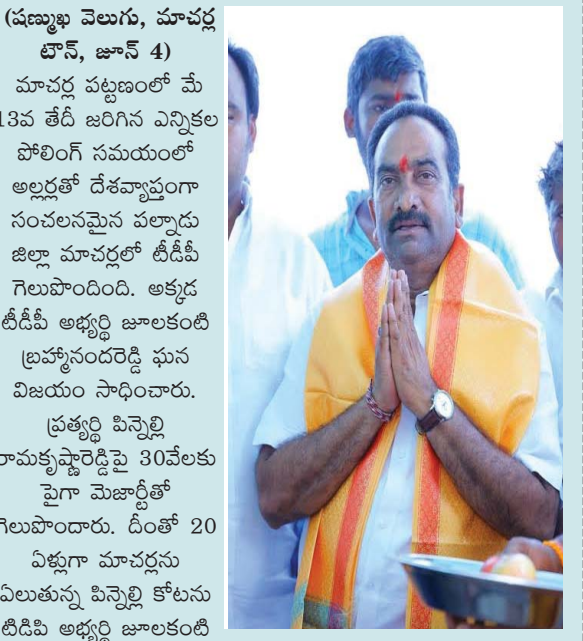 (షణ్ముఖ వెలుగు, మాచర్ల
టౌన్, జూన్ 4)
మాచర్ల పట్టణంలో మే
13వ తేదీ జరిగిన ఎన్నికల
పోలింగ్ సమయంలో
అల్లర్లతో దేశవ్యాప్తంగా
సంచలనమైన పల్నాడు
జిల్లా మాచర్లలో టీడీపీ
గెలుపొందింది. అక్కడ
టీడీపీ అభ్యర్థి జూలకంటి
బ్రహ్మానందరెడ్డి ఘన
విజయం సాధించారు.
ప్రత్యర్థి పిన్నెల్లి
రామకృష్ణారెడ్డిపై 30వేలకు
పైగా మెజార్టీతో
గెలుపొందారు. దీంతో 20
ఏళ్లుగా మాచర్లను
ఏలుతున్న పిన్నెల్లి కోటను
టిడిపి అభ్యర్థి జూలకంటి